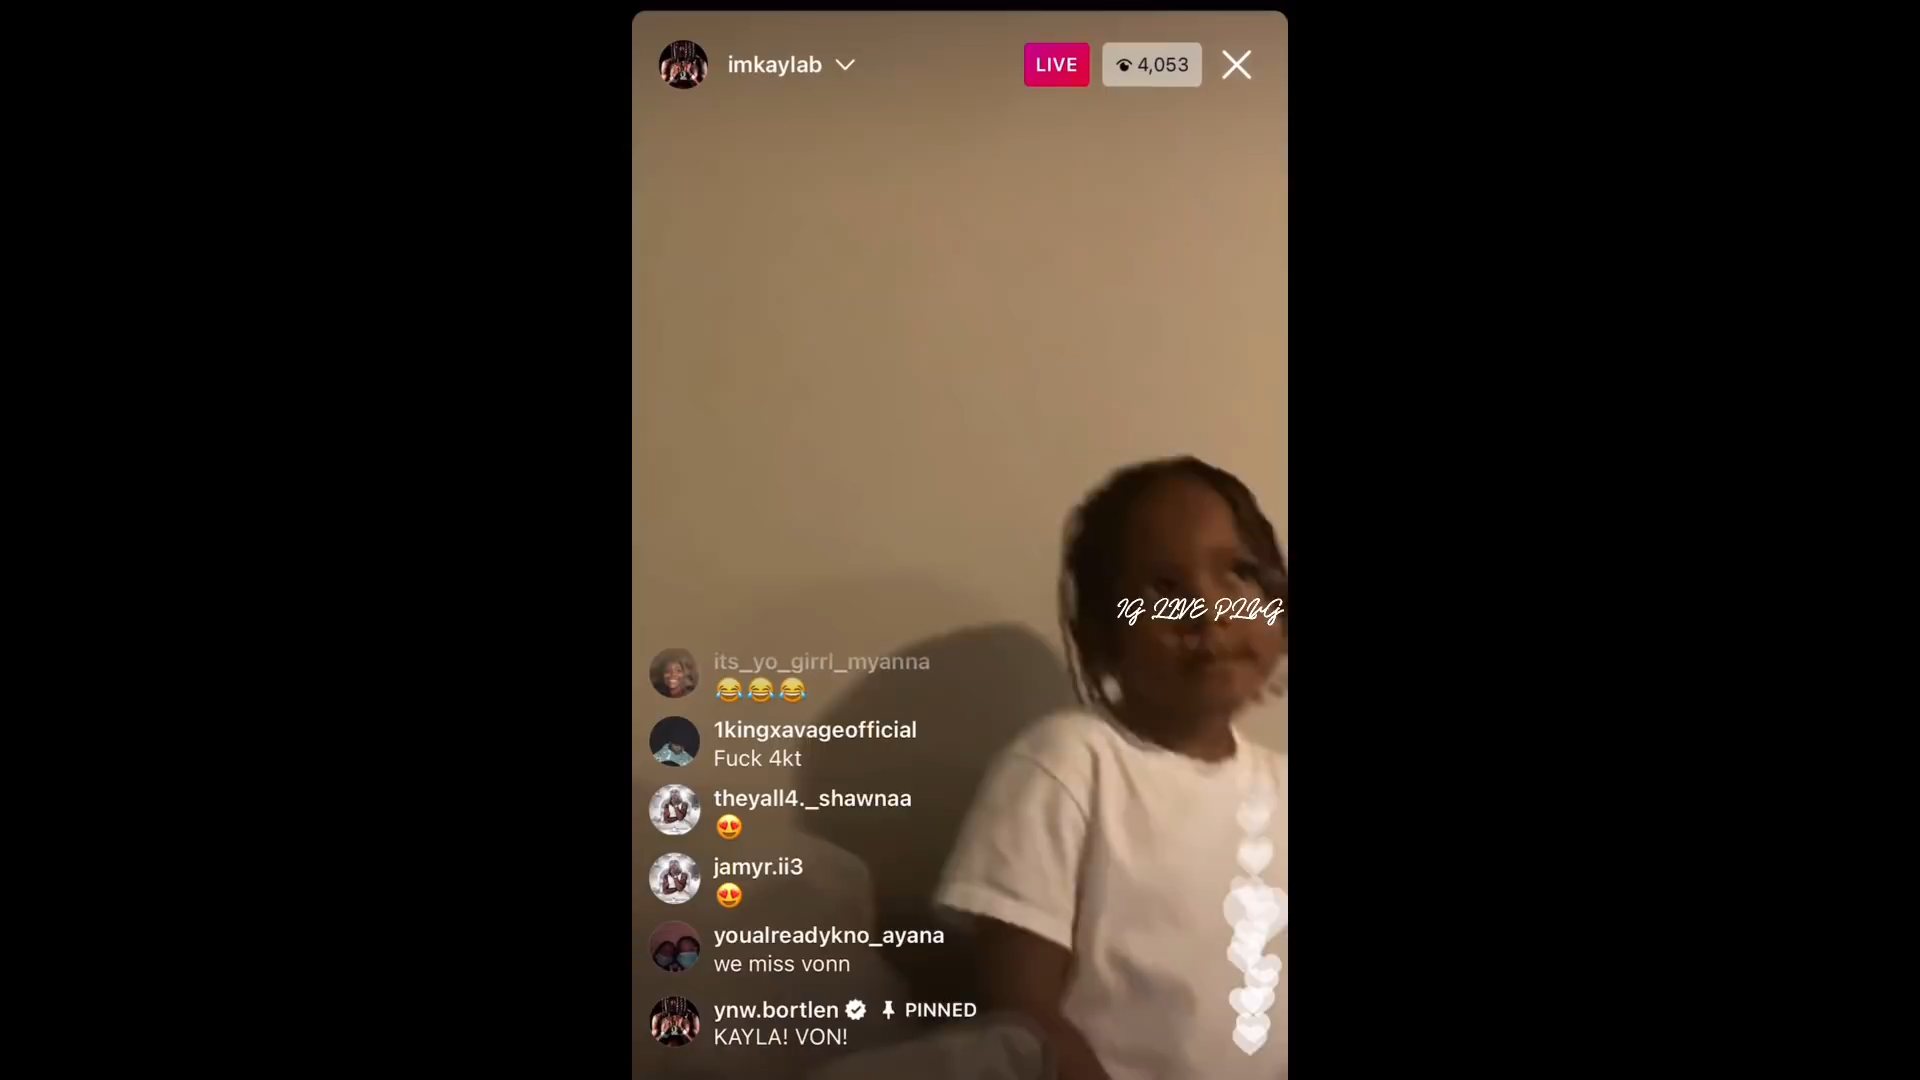 imkaylab
LIVE
4,053
IG LIVE PLUG
its_yo_girrl_myanna
😂😂😂
1kingxavageofficial
Fuck 4kt
theyall4._shawnaa
😍
jamyr.ii3
😍
youalreadykno_ayana
we miss vonn
ynw.bortlen PINNED
KAYLA! VON!